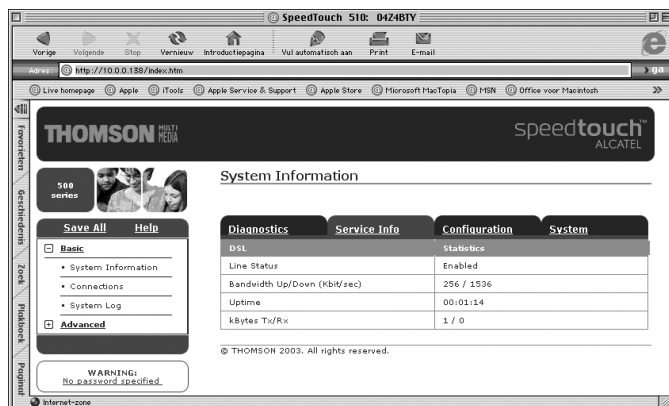 SpeedTouch 510: 04Z4BTY
Vorige Volgende Stop Vernieuw Introductiepagina Vul automatisch aan Print E-mail
Adres: http://10.0.0.138/index.htm ga
Live homepage Apple iTools Apple Service & Support Apple Store Microsoft MacTopia MSN Office voor Macintosh
Favorieten
Geschiedenis
Zoek
Plakboek
Paginah
THOMSON MULTI MEDIA
speedtouch™
ALCATEL
500 series
System Information
Save All Help
Basic
System Information
Connections
System Log
Advanced
WARNING:
No password specified
Diagnostics Service Info Configuration System
DSL Statistics
Line Status Enabled
Bandwidth Up/Down (Kbit/sec) 256 / 1536
Uptime 00:01:14
kBytes Tx/Rx 1 / 0
© THOMSON 2003. All rights reserved.
Internet-zone